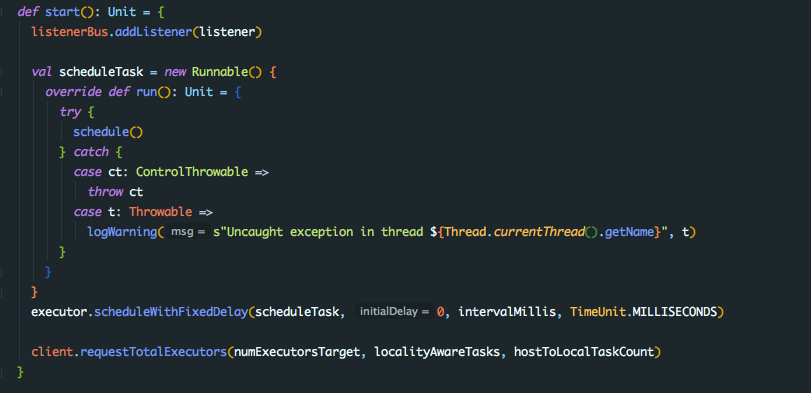 def start(): Unit = {
listenerBus.addListener(listener)
val scheduleTask = new Runnable() {
override def run(): Unit = {
try {
schedule()
} catch {
case ct: ControlThrowable =>
throw ct
case t: Throwable =>
logWarning( msg = s"Uncaught exception in thread ${Thread.currentThread().getName}", t)
}
}
}
executor.scheduleWithFixedDelay(scheduleTask, initialDelay = 0, intervalMillis, TimeUnit.MILLISECONDS)
client.requestTotalExecutors(numExecutorsTarget, localityAwareTasks, hostToLocalTaskCount)
}